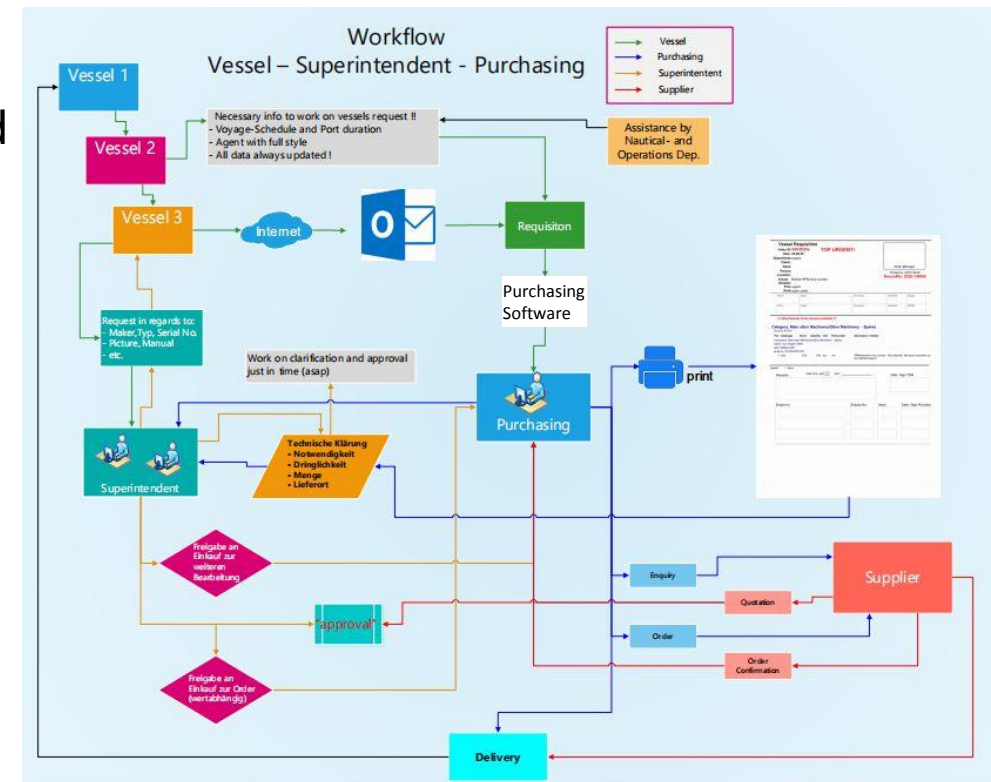 Workflow
Vessel – Superintendent - Purchasing
Vessel
Purchasing
Superintentent
Supplier
Vessel 1
Vessel 2
Vessel 3
Necessary info to work on vessels request !!
- Voyage-Schedule and Port duration
- Agent with full style
- All data always updated !
Assistance by
Nautical- and
Operations Dep.
Internet
O
Requisiton
Purchasing
Software
Request in regards to:
- Maker,Typ, Serial No.
- Picture, Manual
- etc.
Work on clarification and approval
just in time (asap)
print
Vessel Requisition
TOP URGENT!
Purchasing
Superintendent
Technische Klärung
- Notwendigkeit
- Dringlichkeit
- Menge
- Lieferort
Freigabe an
Einkauf zur
weiteren
Bearbeitung
"approval"
Freigabe an
Einkauf zur Order
(wertabhängig)
Enquiry
Quotation
Order
Order
Confirmation
Supplier
Delivery